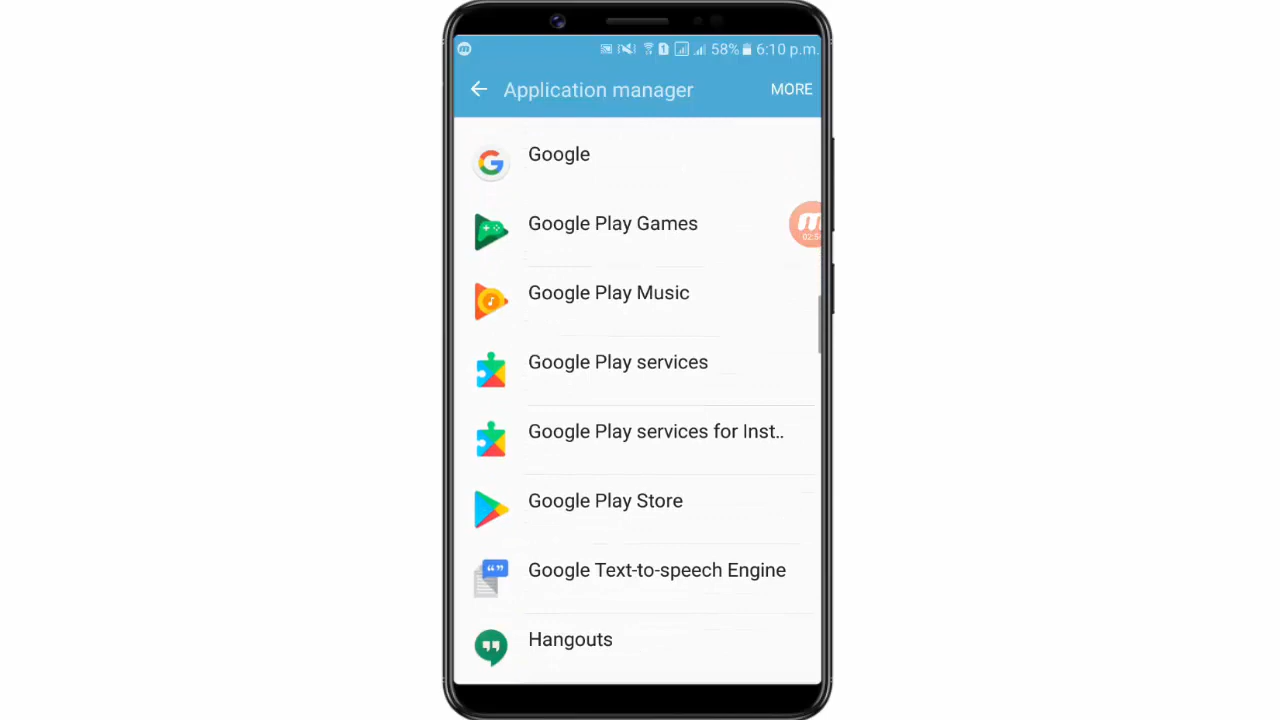 58% 6:10 p.m.
Application manager MORE
Google
Google Play Games
Google Play Music
Google Play services
Google Play services for Inst..
Google Play Store
Google Text-to-speech Engine
Hangouts